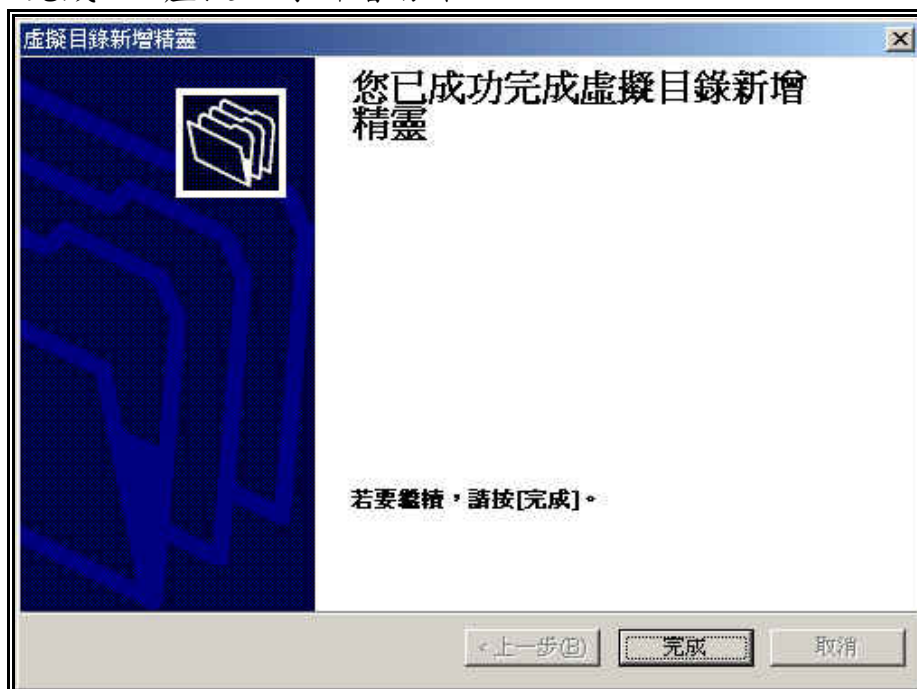 虛擬目錄新增精靈
您已成功完成虛擬目錄新增
精靈
若要繼續，請按[完成]。
<上一步(B)
完成
取消